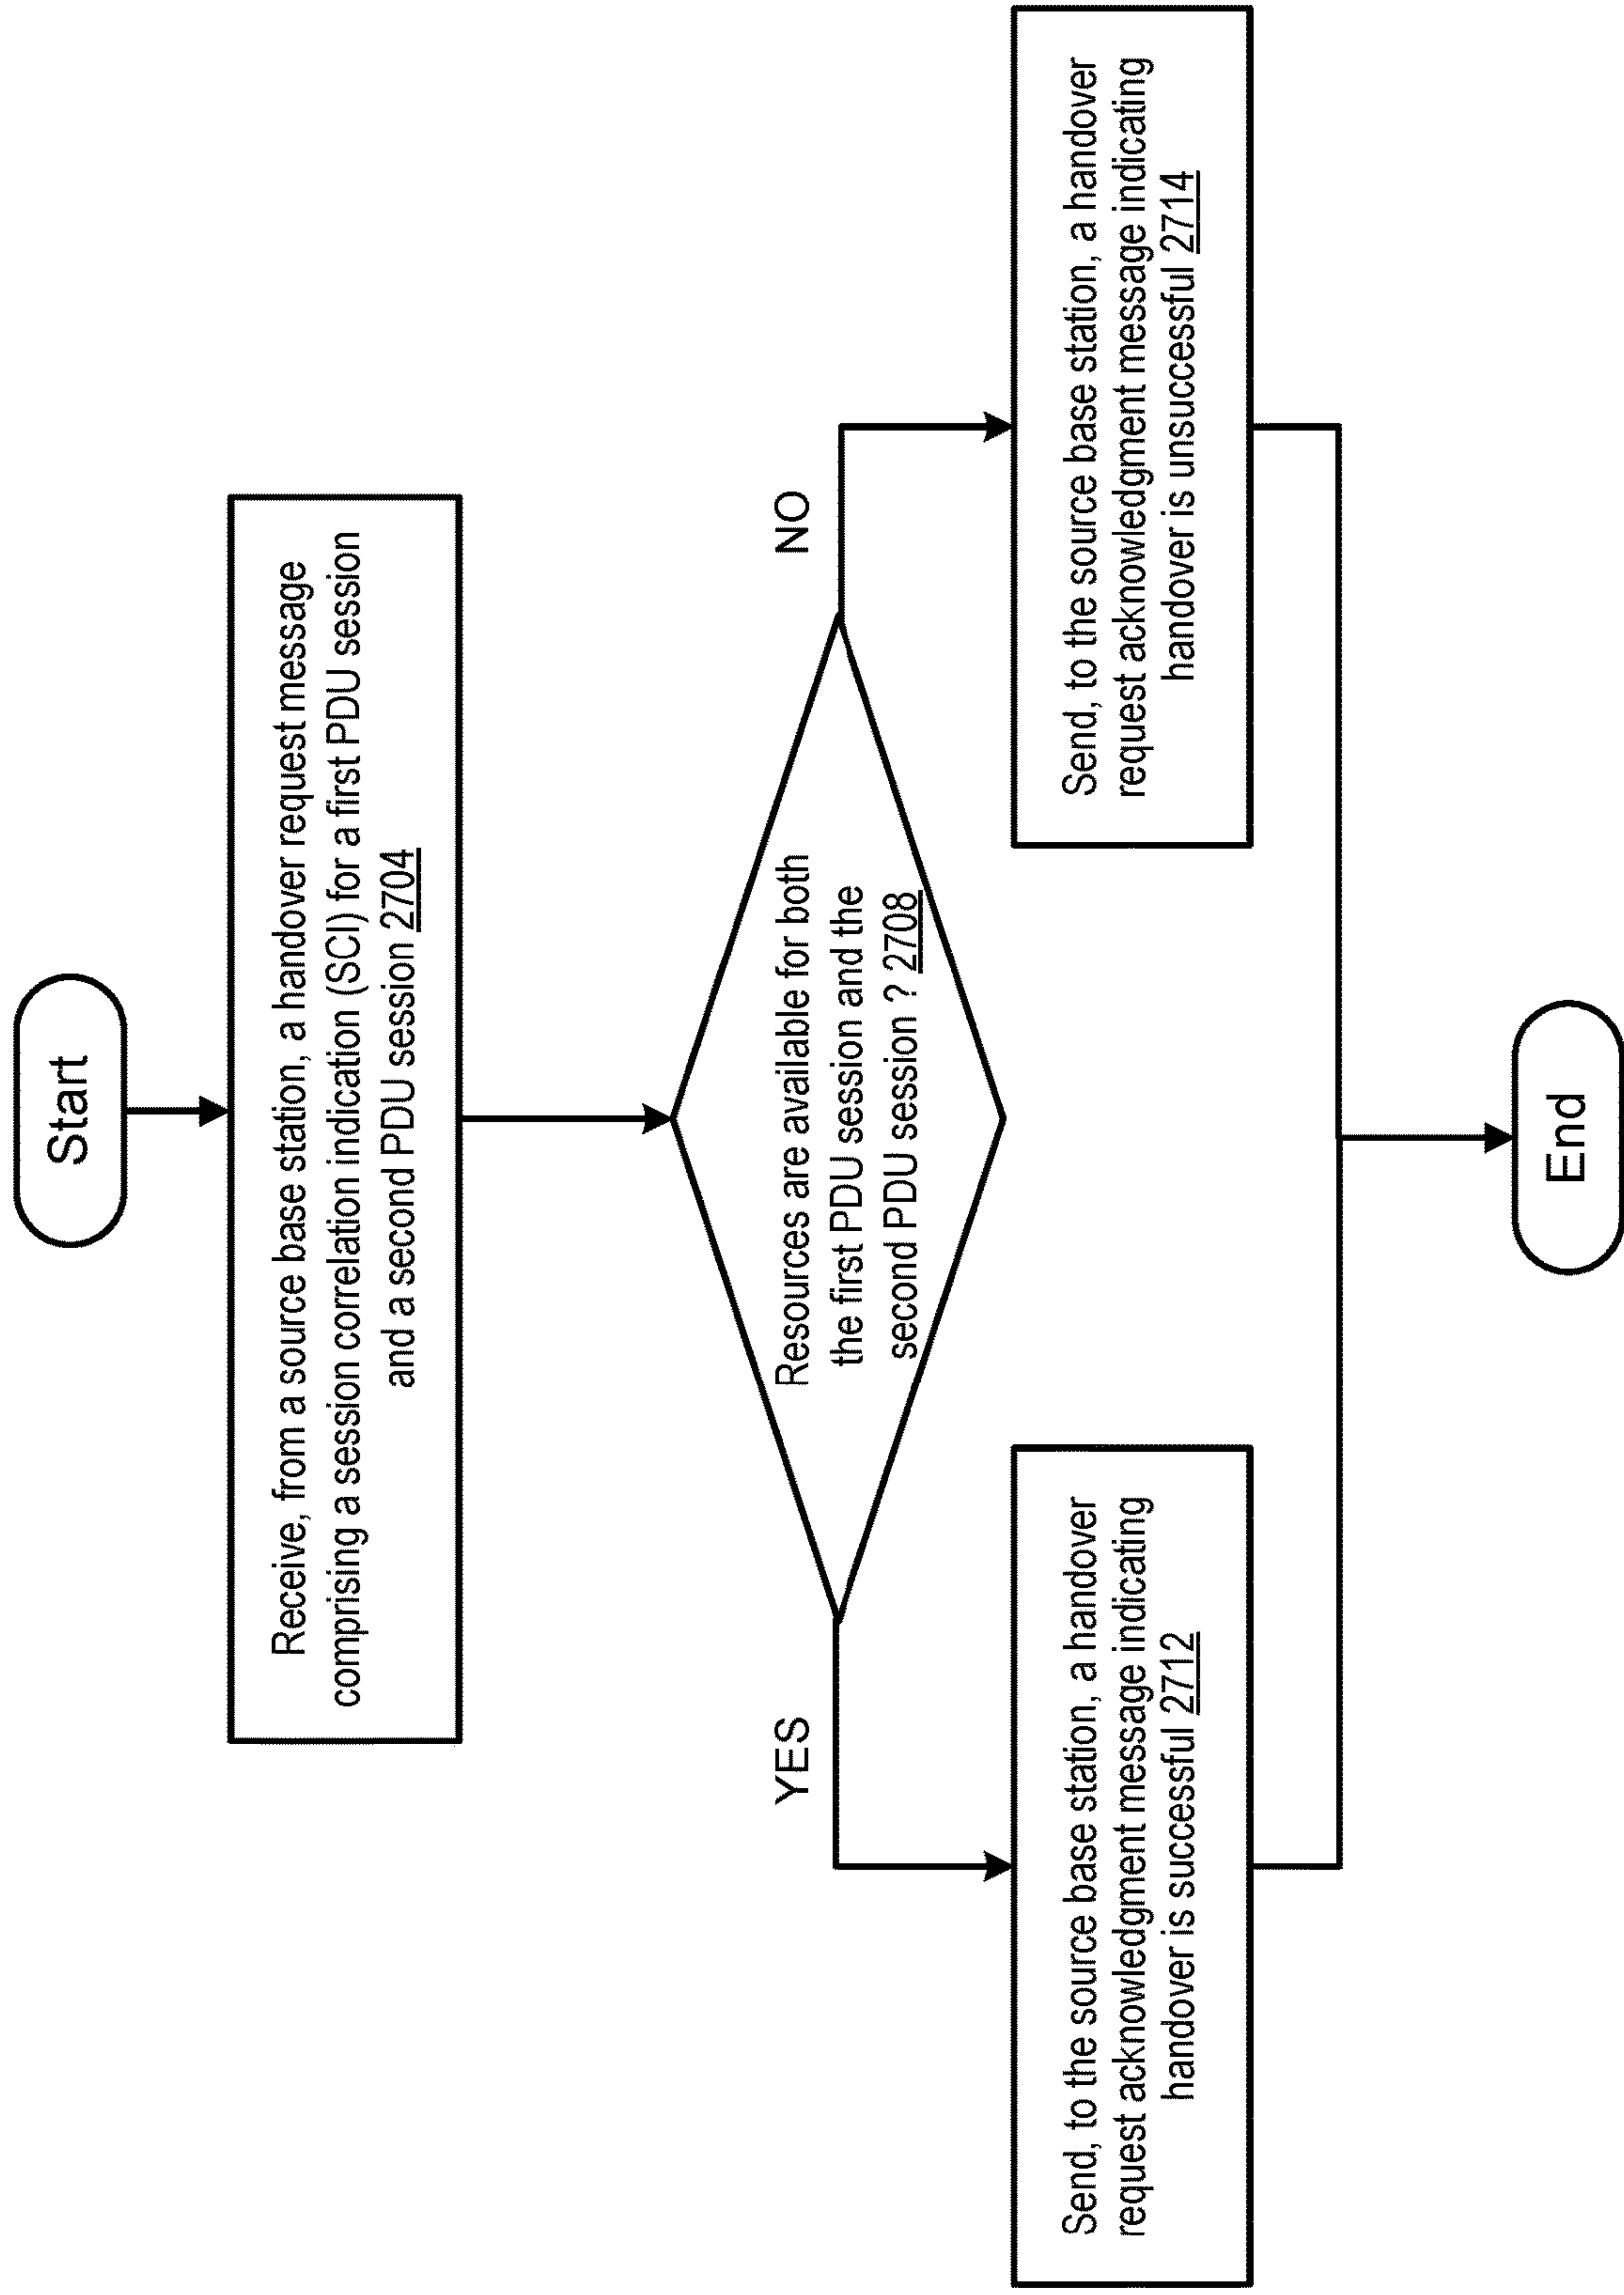 Start
Receive, from a source base station, a handover request message
comprising a session correlation indication (SCI) for a first PDU session
and a second PDU session 2704
Resources are available for both
the first PDU session and the
second PDU session ? 2708
YES
NO
Send, to the source base station, a handover
request acknowledgment message indicating
handover is successful 2712
Send, to the source base station, a handover
request acknowledgment message indicating
handover is unsuccessful 2714
End